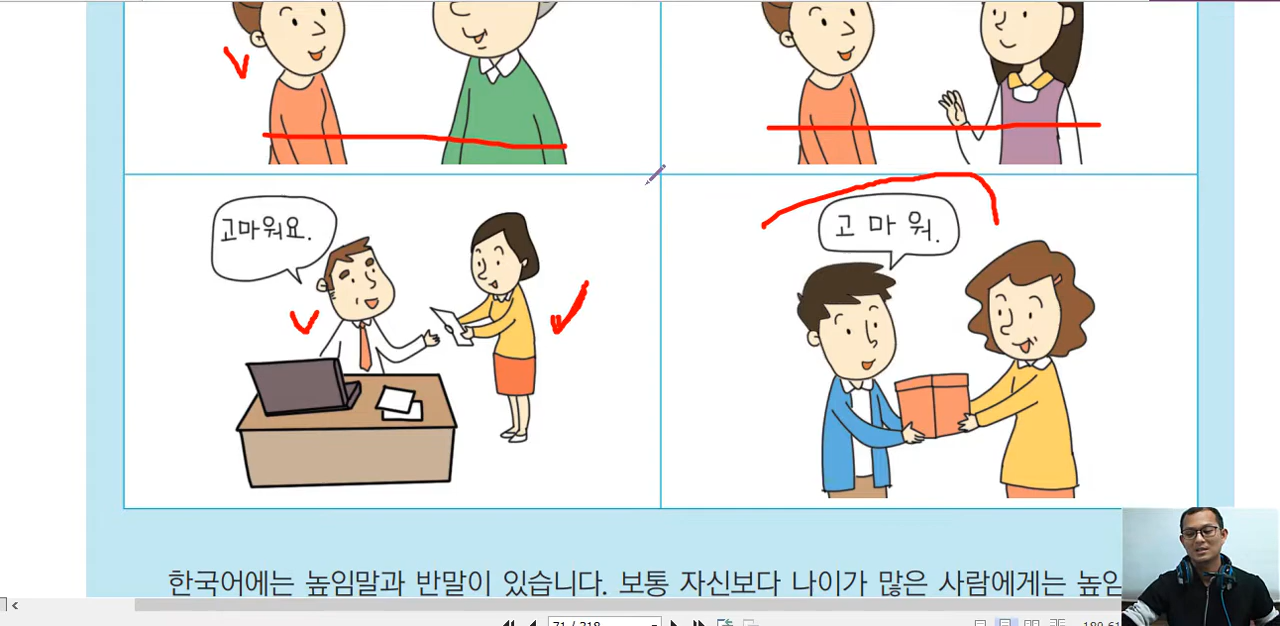 고마워요.
고 마 워.
한국어에는 높임말과 반말이 있습니다. 보통 자신보다 나이가 많은 사람에게는
71 / 218